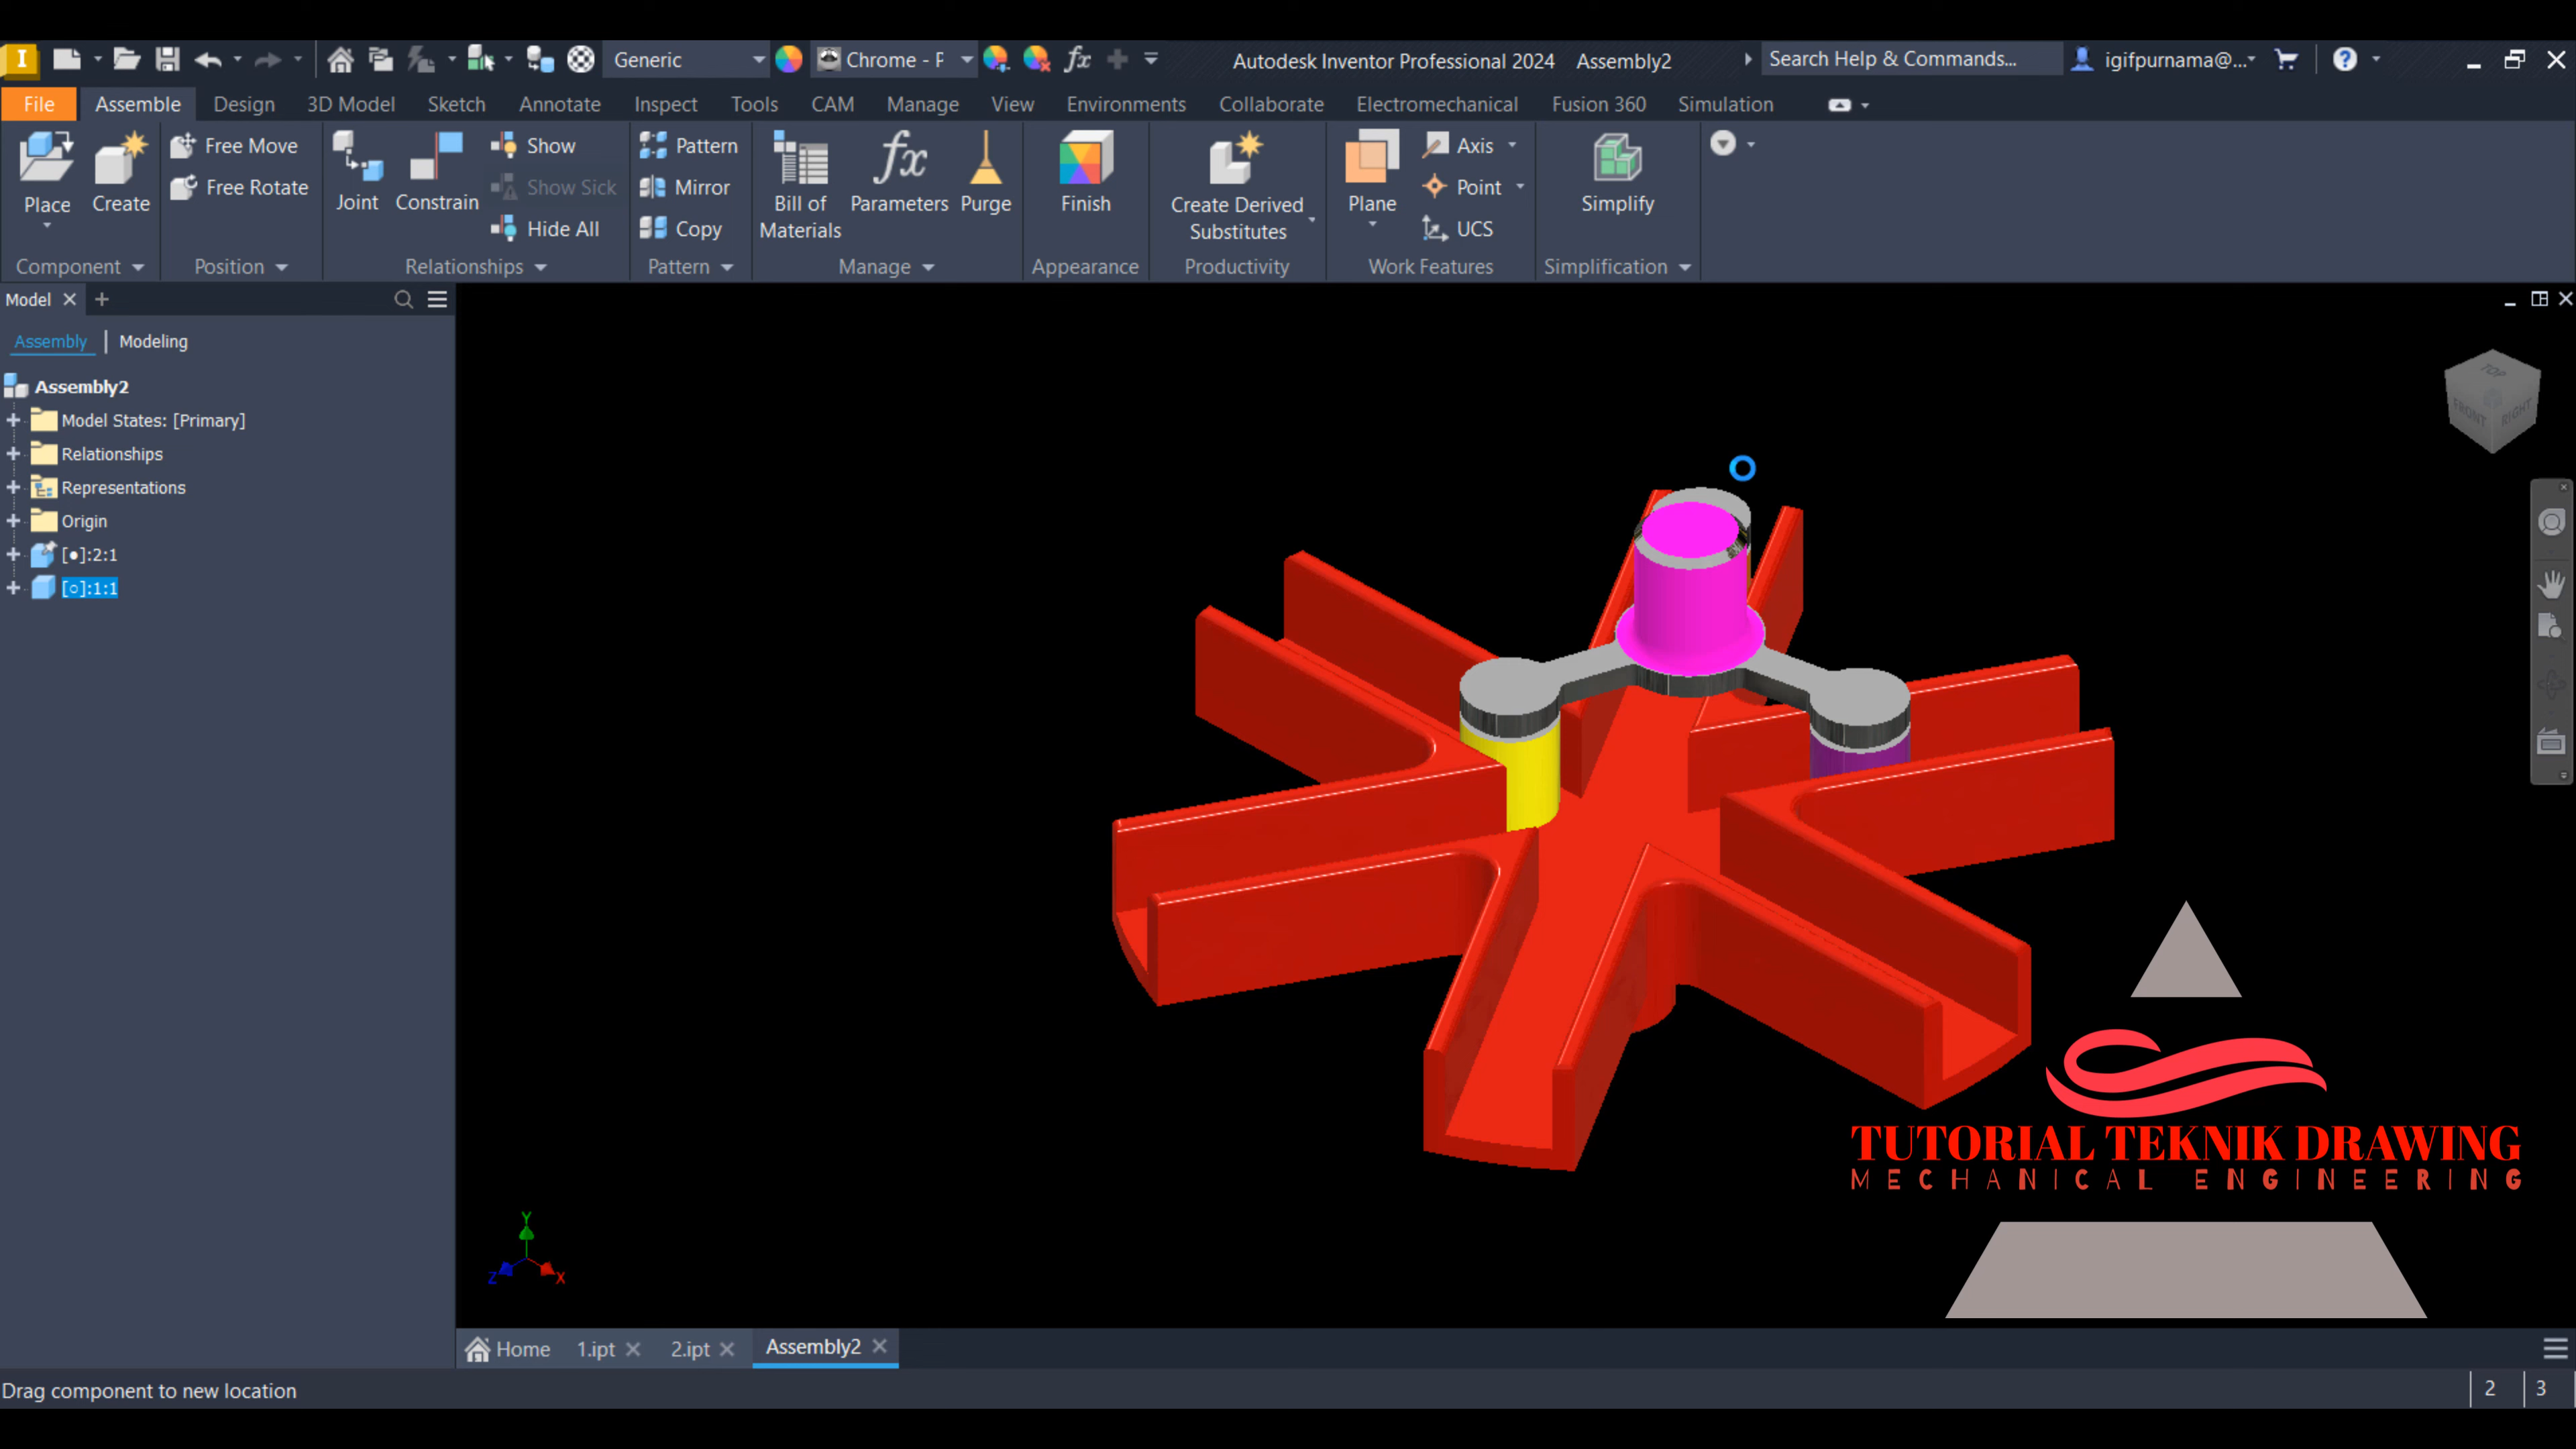 Generic
Chrome - P
Autodesk Inventor Professional 2024 Assembly2
Search Help & Commands...
igifpurnama@...
File Assemble Design 3D Model Sketch Annotate Inspect Tools CAM Manage View Environments Collaborate Electromechanical Fusion 360 Simulation
Place
Create
Free Move
Free Rotate
Joint
Constrain
Show
Show Sick
Hide All
Pattern
Mirror
Copy
Bill of
Materials
fx
Parameters
Purge
Finish
Create Derived
Substitutes
Plane
Axis
Point
UCS
Simplify
Component Position Relationships Pattern Manage Appearance Productivity Work Features Simplification
Model
Assembly | Modeling
Assembly2
Model States: [Primary]
Relationships
Representations
Origin
[●]:2:1
[○]:1:1
TOP
FRONT
RIGHT
TUTORIAL TEKNIK DRAWING
MECHANICAL ENGINEERING
Y
Z
X
Home 1.ipt 2.ipt Assembly2
Drag component to new location
2 3